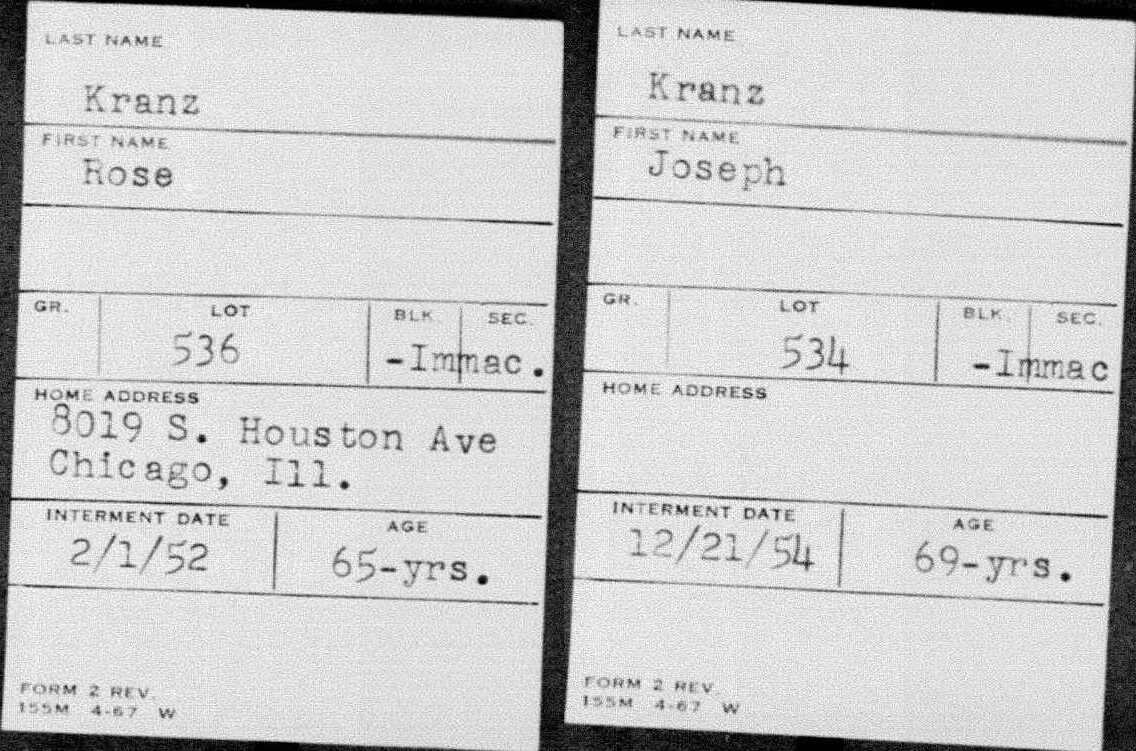 LAST NAME
Kranz
FIRST NAME
Rose
GR. LOT BLK. SEC.
536 -Immac.
HOME ADDRESS
8019 S. Houston Ave
Chicago, Ill.
INTERMENT DATE AGE
2/1/52 65-yrs.
FORM 2 REV.
155M 4-67 W
LAST NAME
Kranz
FIRST NAME
Joseph
GR. LOT BLK. SEC.
534 -Immac
HOME ADDRESS
INTERMENT DATE AGE
12/21/54 69-yrs.
FORM 2 REV.
155M 4-67 W